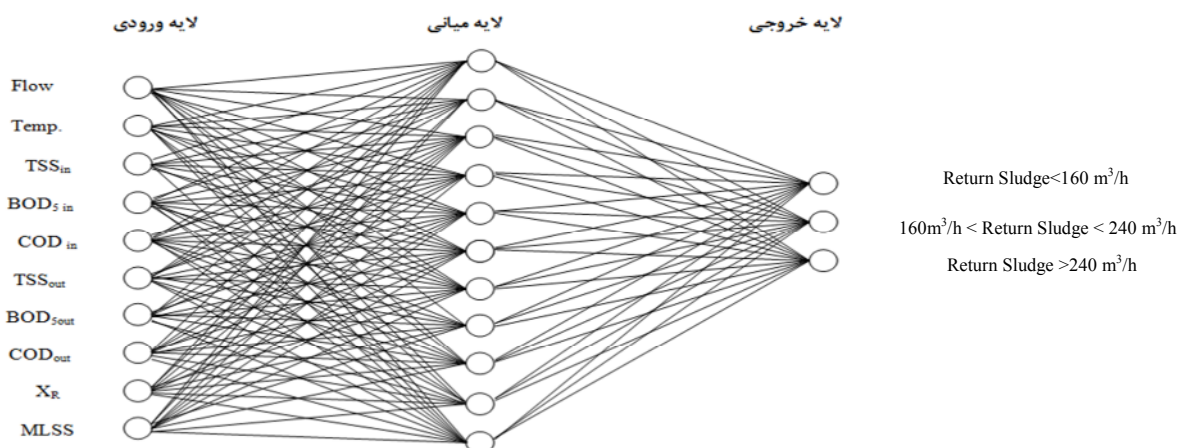 لایه ورودی
لایه میانی
لایه خروجی
Flow
Temp.
TSSin
BOD5 in
COD in
TSSout
BOD5out
CODout
XR
MLSS
Return Sludge<160 m³/h
160m³/h < Return Sludge < 240 m³/h
Return Sludge >240 m³/h